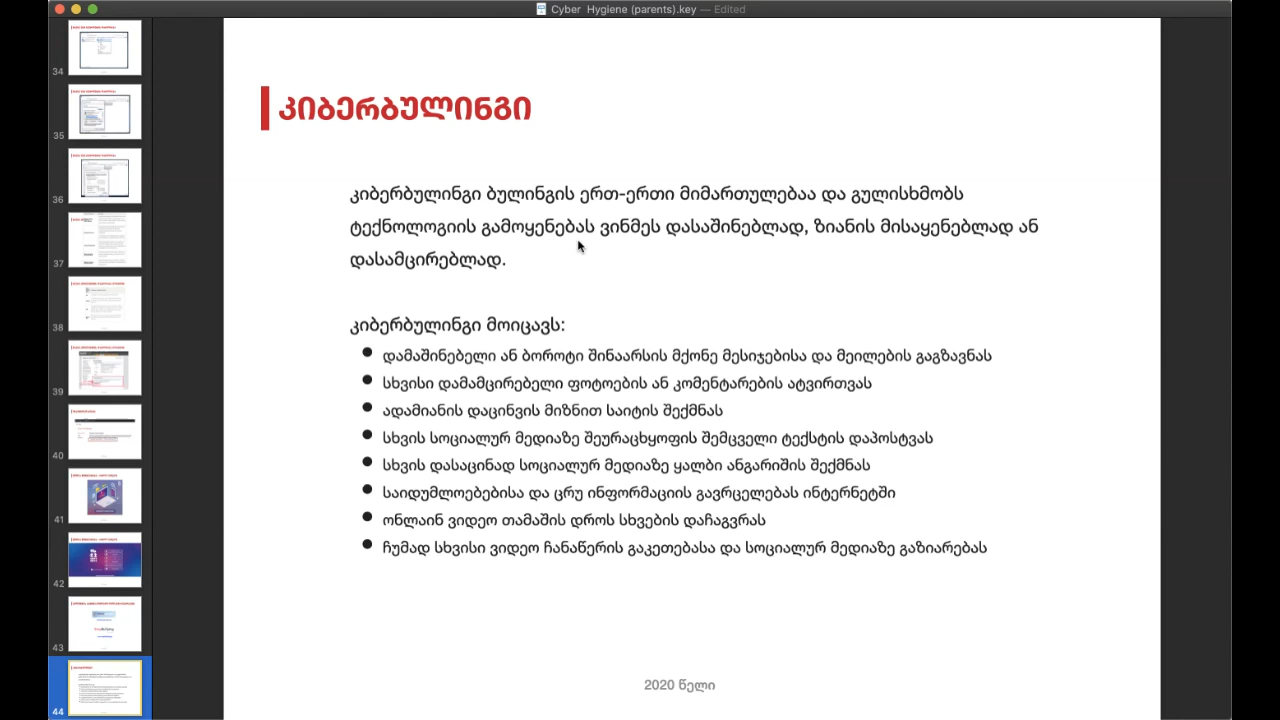 Cyber Hygiene (parents).key — Edited
კიბერბულინგი
კიბერბულინგი ბულინგის ერთ-ერთი მიმართულებაა და გულისხმობს
ტექნოლოგიის გამოყენებას ვინმეს დასაშინებლად, ზიანის მისაყენებლად ან
დასამცირებლად.
კიბერბულინგი მოიცავს:
დამაშინებელი ან შინაარსის მქონე მესიჯებისა და მეილების გაგზავნას
სხვისი დამამცირებელი ფოტოების ან კომენტარების ატვირთვას
ადამიანის დაცინვის მიზნით საიტის შექმნას
სხვის სოციალურ მედიაზე შეურაცხყოფის შემცველი ტექსტის დაპოსტვას
სხვის დასაცინად სოციალურ მედიაზე ყალბი ანგარიშის შექმნას
საიდუმლოებებისა და ცრუ ინფორმაციის გავრცელებას ინტერნეტში
ონლაინ ვიდეო თამაშის დროს სხვების დაჩაგვრას
ჩუმად სხვისი ვიდეო ჩანაწერის გაკეთებასა და სოციალურ მედიაზე გაზიარებას
2020 წელი
34
35
36
37
38
39
40
41
42
43
44